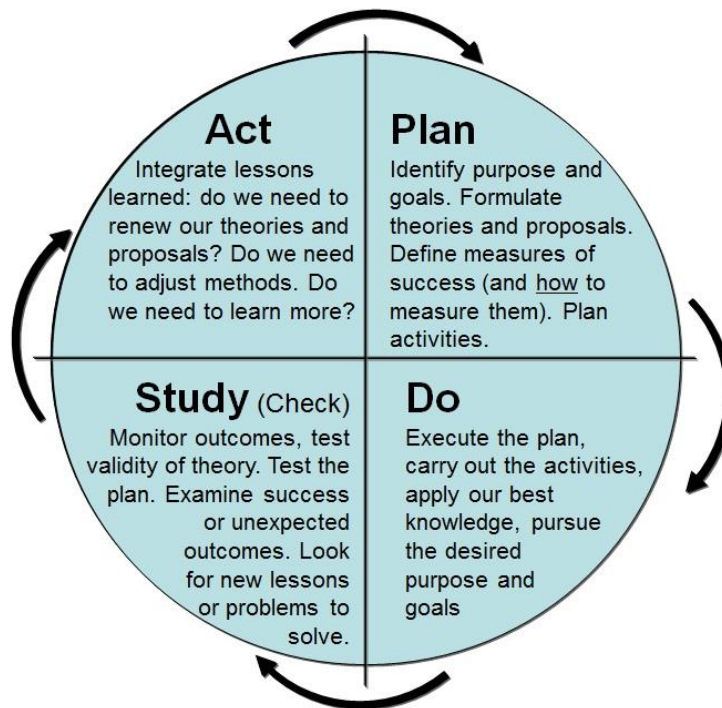 Act
Integrate lessons
learned: do we need to
renew our theories and
proposals? Do we need
to adjust methods. Do
we need to learn more?
Plan
Identify purpose and
goals. Formulate
theories and proposals.
Define measures of
success (and how to
measure them). Plan
activities.
Study (Check)
Monitor outcomes, test
validity of theory. Test the
plan. Examine success
or unexpected
outcomes. Look
for new lessons
or problems to
solve.
Do
Execute the plan,
carry out the activities,
apply our best
knowledge, pursue
the desired
purpose and
goals